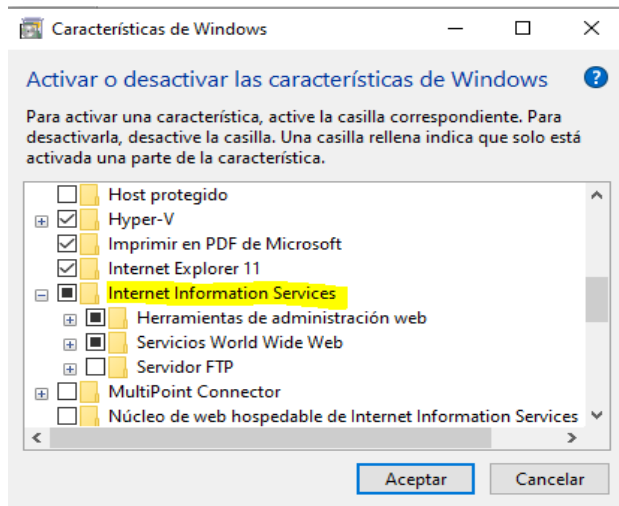 Características de Windows
Activar o desactivar las características de Windows
Para activar una característica, active la casilla correspondiente. Para
desactivarla, desactive la casilla. Una casilla rellena indica que solo está
activada una parte de la característica.
Host protegido
Hyper-V
Imprimir en PDF de Microsoft
Internet Explorer 11
Internet Information Services
Herramientas de administración web
Servicios World Wide Web
Servidor FTP
MultiPoint Connector
Núcleo de web hospedable de Internet Information Services
Aceptar Cancelar